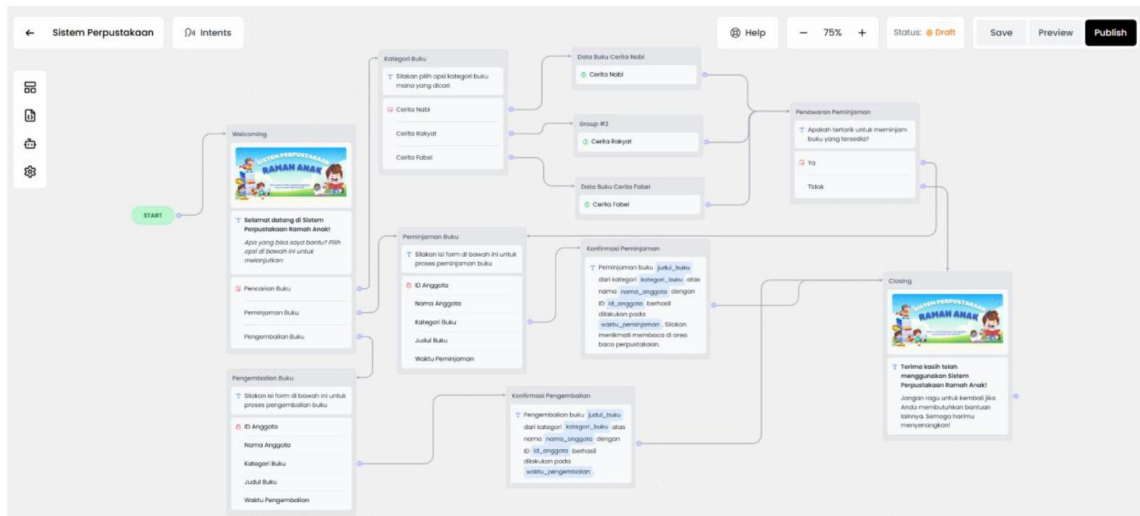 Sistem Perpustakaan
Intents
Help
75%
Status: Draft
Save
Preview
Publish
START
Welcoming
SISTEM PERPUSTAKAAN
RAMAH ANAK
Selamat datang di Sistem
Perpustakaan Ramah Anak!
Apa yang bisa saya bantu? Pilih
opsi di bawah ini untuk
melanjutkan:
Pencarian Buku
Peminjaman Buku
Pengembalian Buku
Kategori Buku
Silakan pilih opsi kategori buku
mana yang dicari
Cerita Nabi
Cerita Rakyat
Cerita Fabel
Data Buku Cerita Nabi
Cerita Nabi
Group #2
Cerita Rakyat
Data Buku Cerita Fabel
Cerita Fabel
Penawaran Peminjaman
Apakah tertarik untuk meminjam
buku yang tersedia?
Ya
Tidak
Peminjaman Buku
Silakan isi form di bawah ini untuk
proses peminjaman buku
ID Anggota
Nama Anggota
Kategori Buku
Judul Buku
Waktu Peminjaman
Konfirmasi Peminjaman
Peminjaman buku judul_buku
dari kategori kategori_buku atas
nama nama_anggota dengan
ID id_anggota berhasil
dilakukan pada
waktu_peminjaman. Silakan
menikmati membaca di area
baca perpustakaan.
Pengembalian Buku
Silakan isi form di bawah ini untuk
proses pengembalian buku
ID Anggota
Nama Anggota
Kategori Buku
Judul Buku
Waktu Pengembalian
Konfirmasi Pengembalian
Pengembalian buku judul_buku
dari kategori kategori_buku atas
nama nama_anggota dengan
ID id_anggota berhasil
dilakukan pada
waktu_pengembalian.
Closing
SISTEM PERPUSTAKAAN
RAMAH ANAK
Terima kasih telah
menggunakan Sistem
Perpustakaan Ramah Anak!
Jangan ragu untuk kembali jika
Anda membutuhkan bantuan
lainnya. Semoga harimu
menyenangkan!